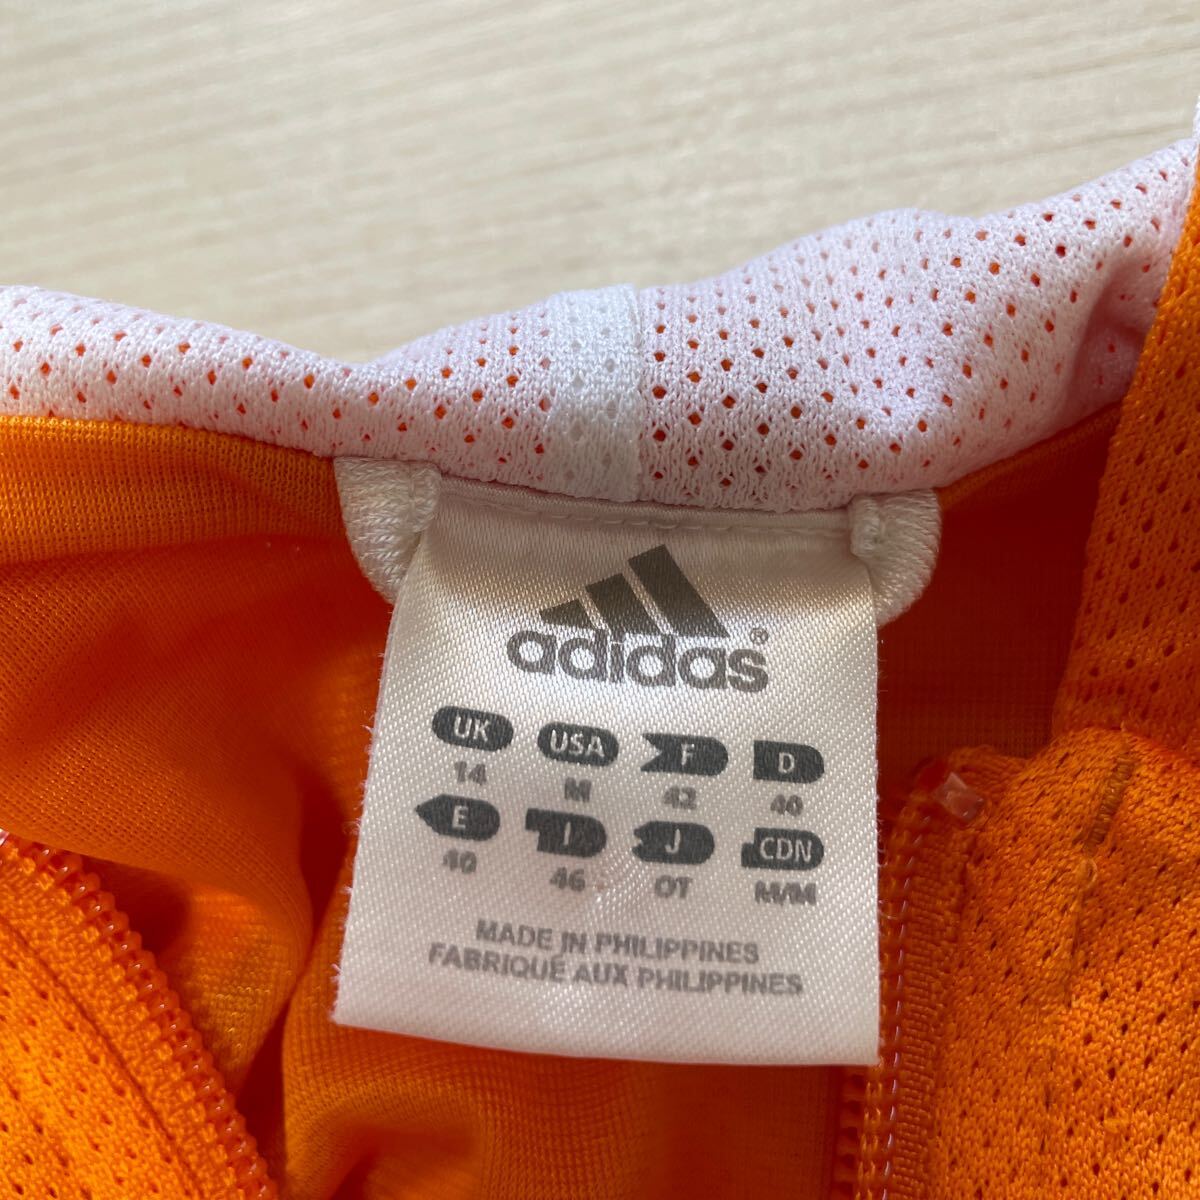 adidas®
UK USA F D
14 M 42 40
E I J CDN
40 46 OT M/M
MADE IN PHILIPPINES
FABRIQUÉ AUX PHILIPPINES